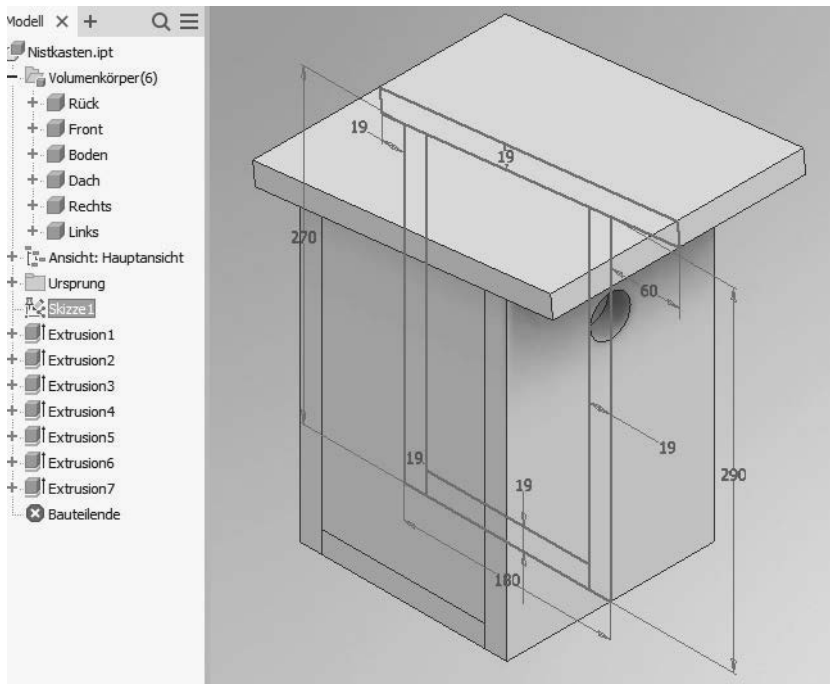 Modell × +
Nistkasten.ipt
Volumenkörper(6)
Rück
Front
Boden
Dach
Rechts
Links
Ansicht: Hauptansicht
Ursprung
Skizze1
Extrusion1
Extrusion2
Extrusion3
Extrusion4
Extrusion5
Extrusion6
Extrusion7
Bauteilende
19
19
270
60
19
19
19
290
180